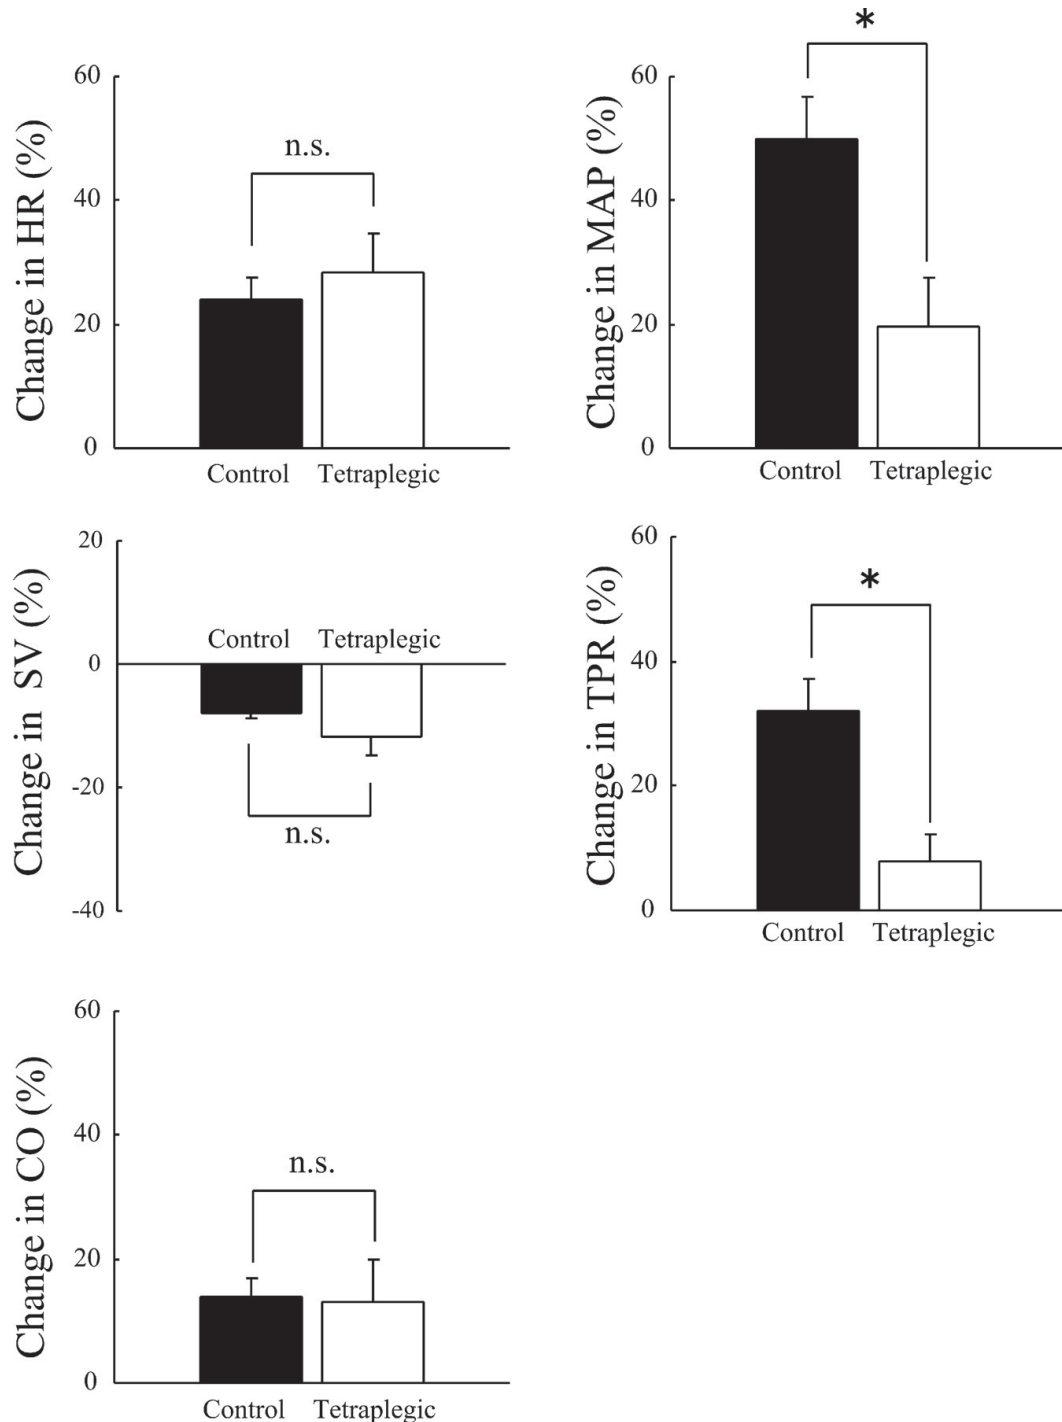 Change in HR (%)
60
40
20
0
n.s.
Control Tetraplegic
Change in MAP (%)
60
40
20
0
*
Control Tetraplegic
Change in SV (%)
20
0
-20
-40
Control Tetraplegic
n.s.
Change in TPR (%)
60
40
20
0
*
Control Tetraplegic
Change in CO (%)
60
40
20
0
n.s.
Control Tetraplegic